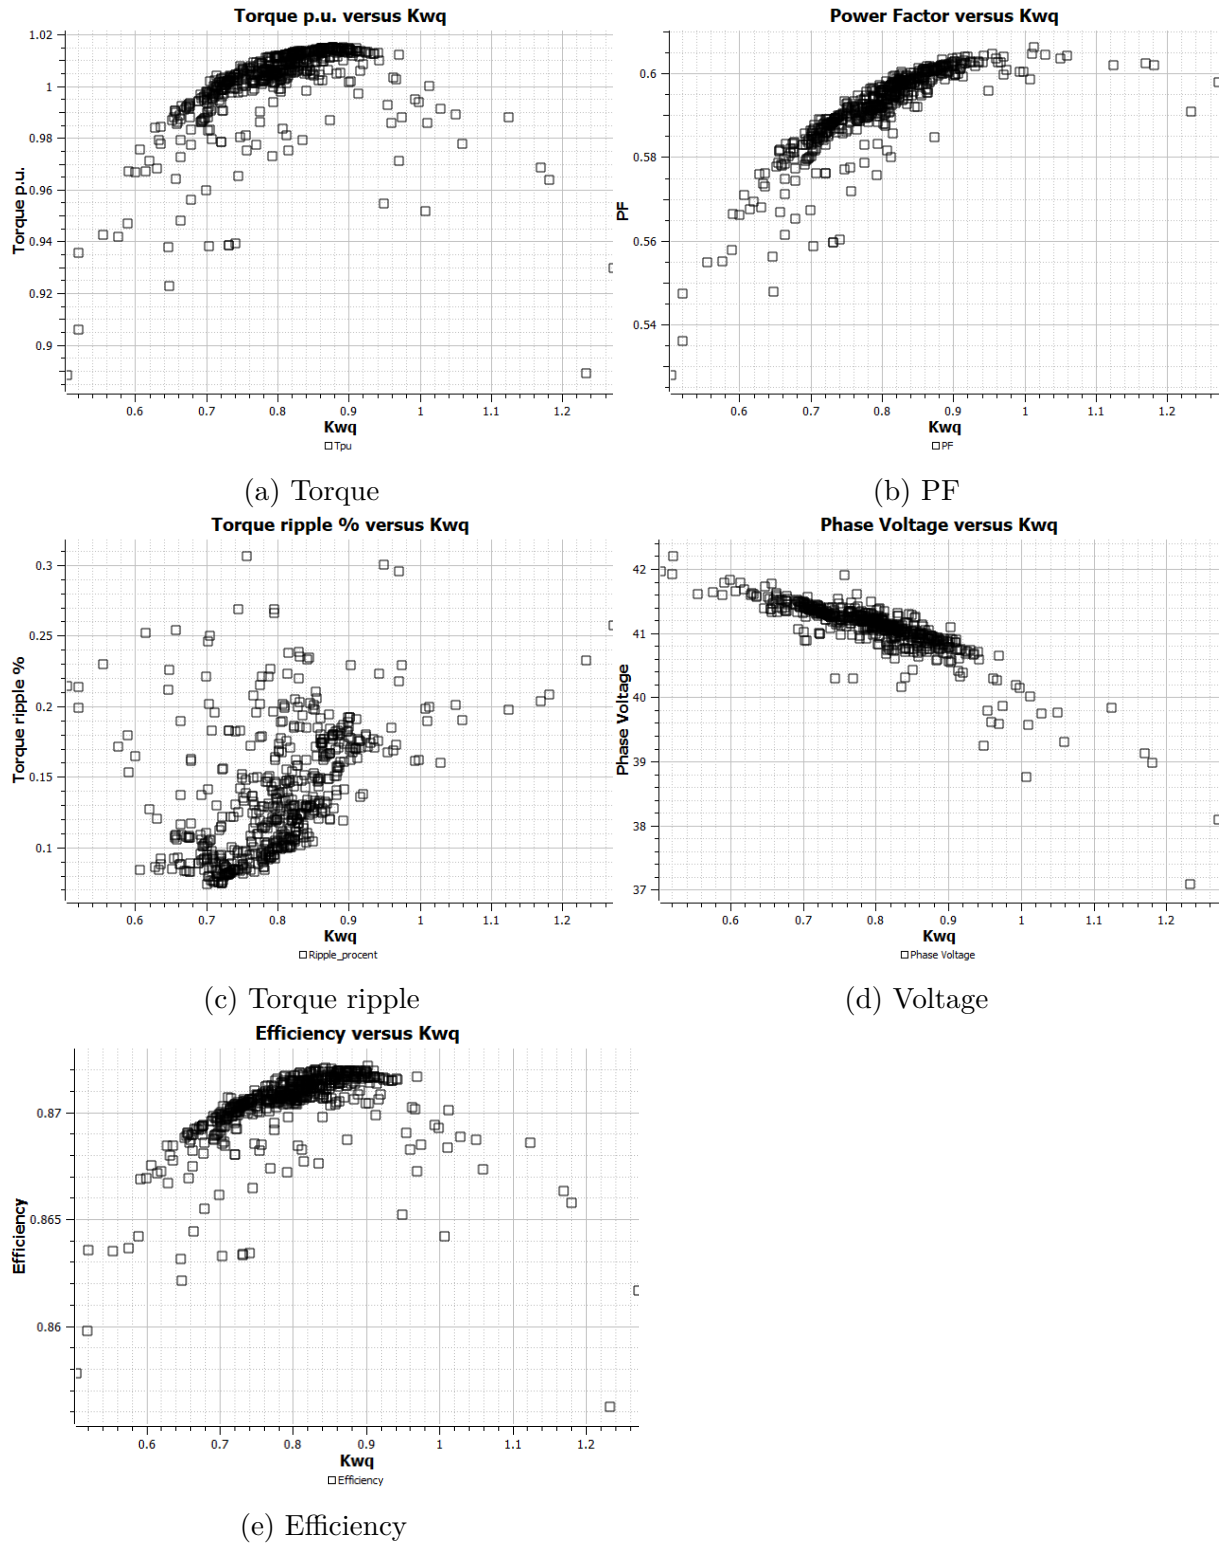 Torque p.u. versus Kwq
1.02
1
0.98
0.96
0.94
0.92
0.9
Torque p.u.
0.6 0.7 0.8 0.9 1 1.1 1.2
Kwq
Tpu
(a) Torque
Power Factor versus Kwq
0.6
0.58
0.56
0.54
PF
0.6 0.7 0.8 0.9 1 1.1 1.2
Kwq
PF
(b) PF
Torque ripple % versus Kwq
0.3
0.25
0.2
0.15
0.1
Torque ripple %
0.6 0.7 0.8 0.9 1 1.1 1.2
Kwq
Ripple_procent
(c) Torque ripple
Phase Voltage versus Kwq
42
41
40
39
38
37
Phase Voltage
0.6 0.7 0.8 0.9 1 1.1 1.2
Kwq
Phase Voltage
(d) Voltage
Efficiency versus Kwq
0.87
0.865
0.86
Efficiency
0.6 0.7 0.8 0.9 1 1.1 1.2
Kwq
Efficiency
(e) Efficiency